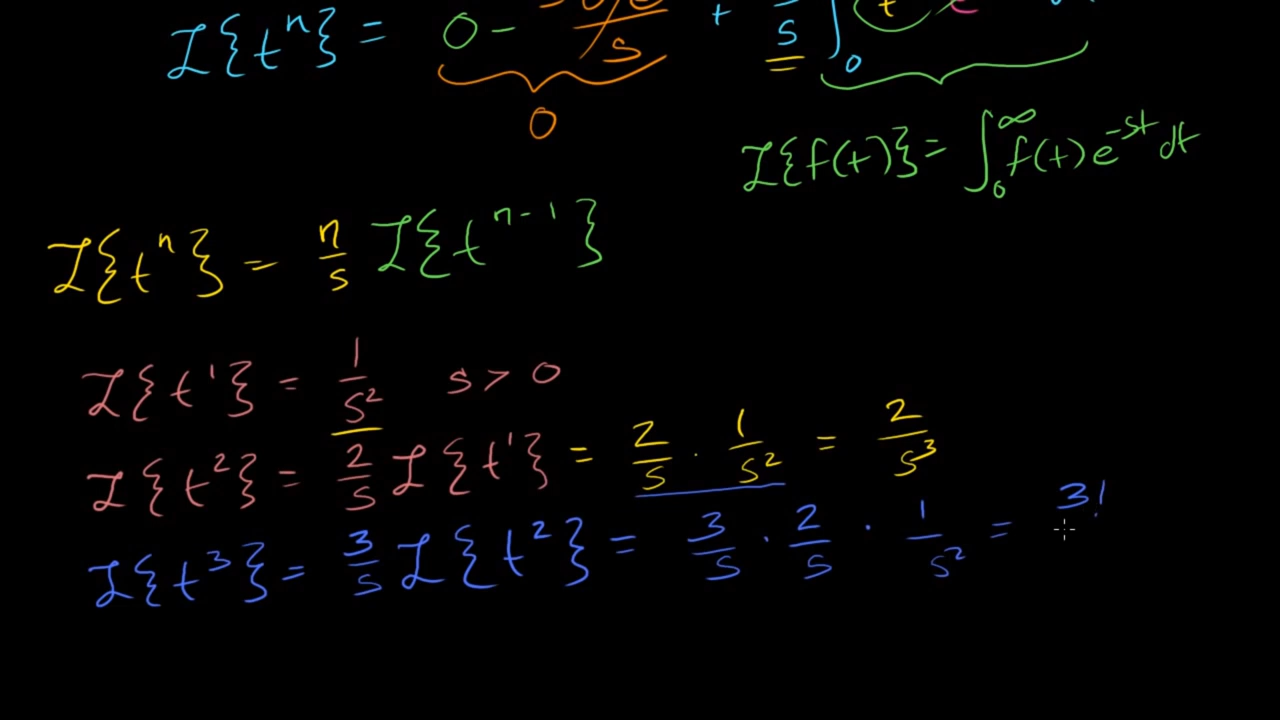 ℒ{tⁿ} = 0 - /s + /s ∫₀
0
ℒ{f(t)} = ∫₀^∞ f(t) e^(-st) dt
ℒ{tⁿ} = n/s ℒ{tⁿ⁻¹}
ℒ{t¹} = 1/s² s > 0
ℒ{t²} = 2/s ℒ{t¹} = 2/s · 1/s² = 2/s³
ℒ{t³} = 3/s ℒ{t²} = 3/s · 2/s · 1/s² = 3!